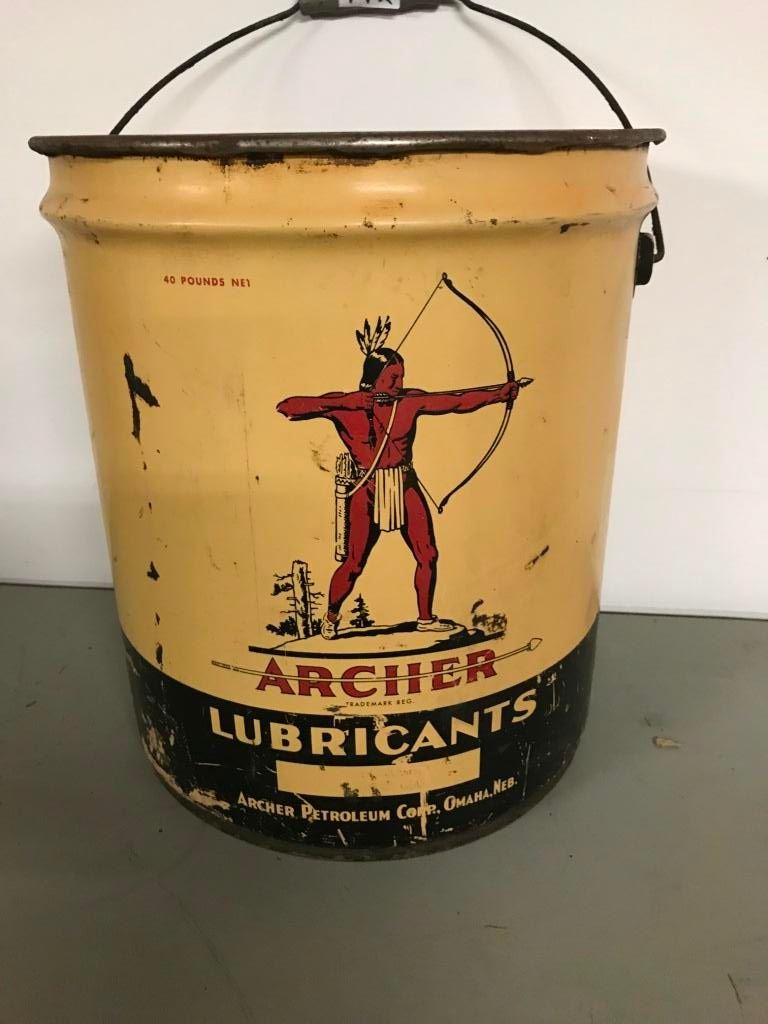 40 POUNDS NET
ARCHER
TRADEMARK REG.
LUBRICANTS
ARCHER PETROLEUM CORP., OMAHA, NEB.